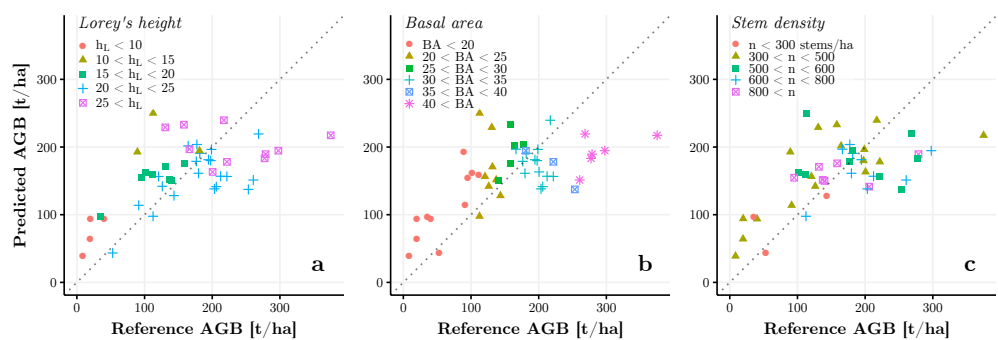 Predicted AGB [t/ha]
Lorey's height
h_L < 10
10 < h_L < 15
15 < h_L < 20
20 < h_L < 25
25 < h_L
400
300
200
100
0
a
0 100 200 300
Reference AGB [t/ha]
Basal area
BA < 20
20 < BA < 25
25 < BA < 30
30 < BA < 35
35 < BA < 40
40 < BA
300
200
100
0
b
0 100 200 300
Reference AGB [t/ha]
Stem density
n < 300 stems/ha
300 < n < 500
500 < n < 600
600 < n < 800
800 < n
300
200
100
0
c
0 100 200 300
Reference AGB [t/ha]